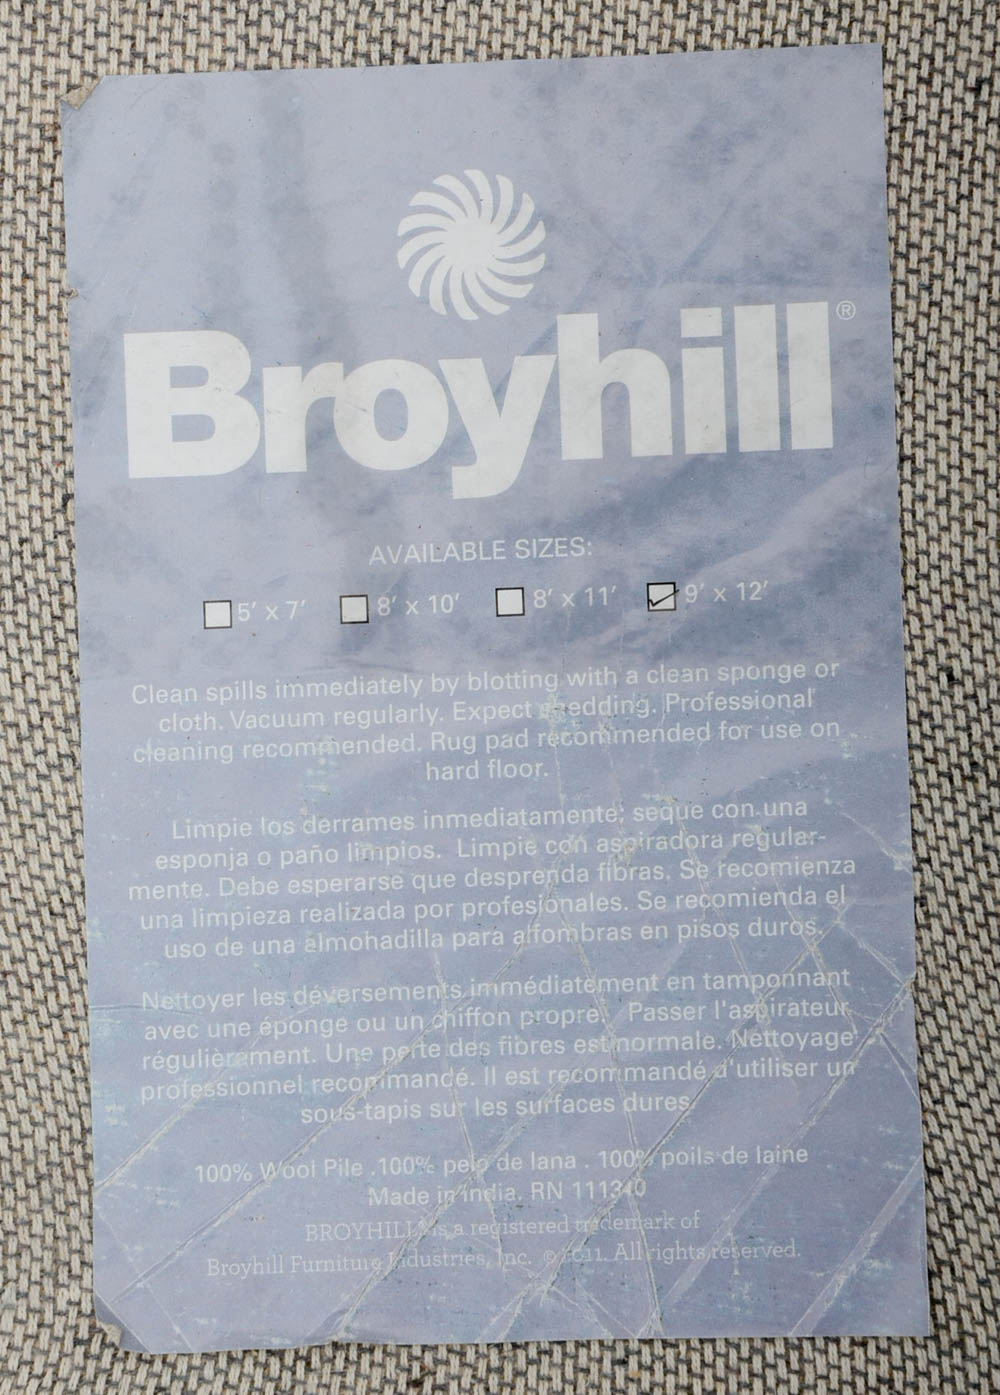 Broyhill®
AVAILABLE SIZES:
5' x 7' 8' x 10' 8' x 11' 9' x 12'
Clean spills immediately by blotting with a clean sponge or
cloth. Vacuum regularly. Expect shedding. Professional
cleaning recommended. Rug pad recommended for use on
hard floor.
Limpie los derrames inmediatamente; seque con una
esponja o paño limpios. Limpie con aspiradora regular-
mente. Debe esperarse que desprenda fibras. Se recomienza
una limpieza realizada por profesionales. Se recomienda el
uso de una almohadilla para alfombras en pisos duros.
Nettoyer les déversements immédiatement en tamponnant
avec une éponge ou un chiffon propre. Passer l'aspirateur
régulièrement. Une perte des fibres est normale. Nettoyage
professionnel recommandé. Il est recommandé d'utiliser un
sous-tapis sur les surfaces dures.
100% Wool Pile . 100% pelo de lana . 100% poils de laine
Made in India. RN 111340
BROYHILL is a registered trademark of
Broyhill Furniture Industries, Inc. © 2011. All rights reserved.